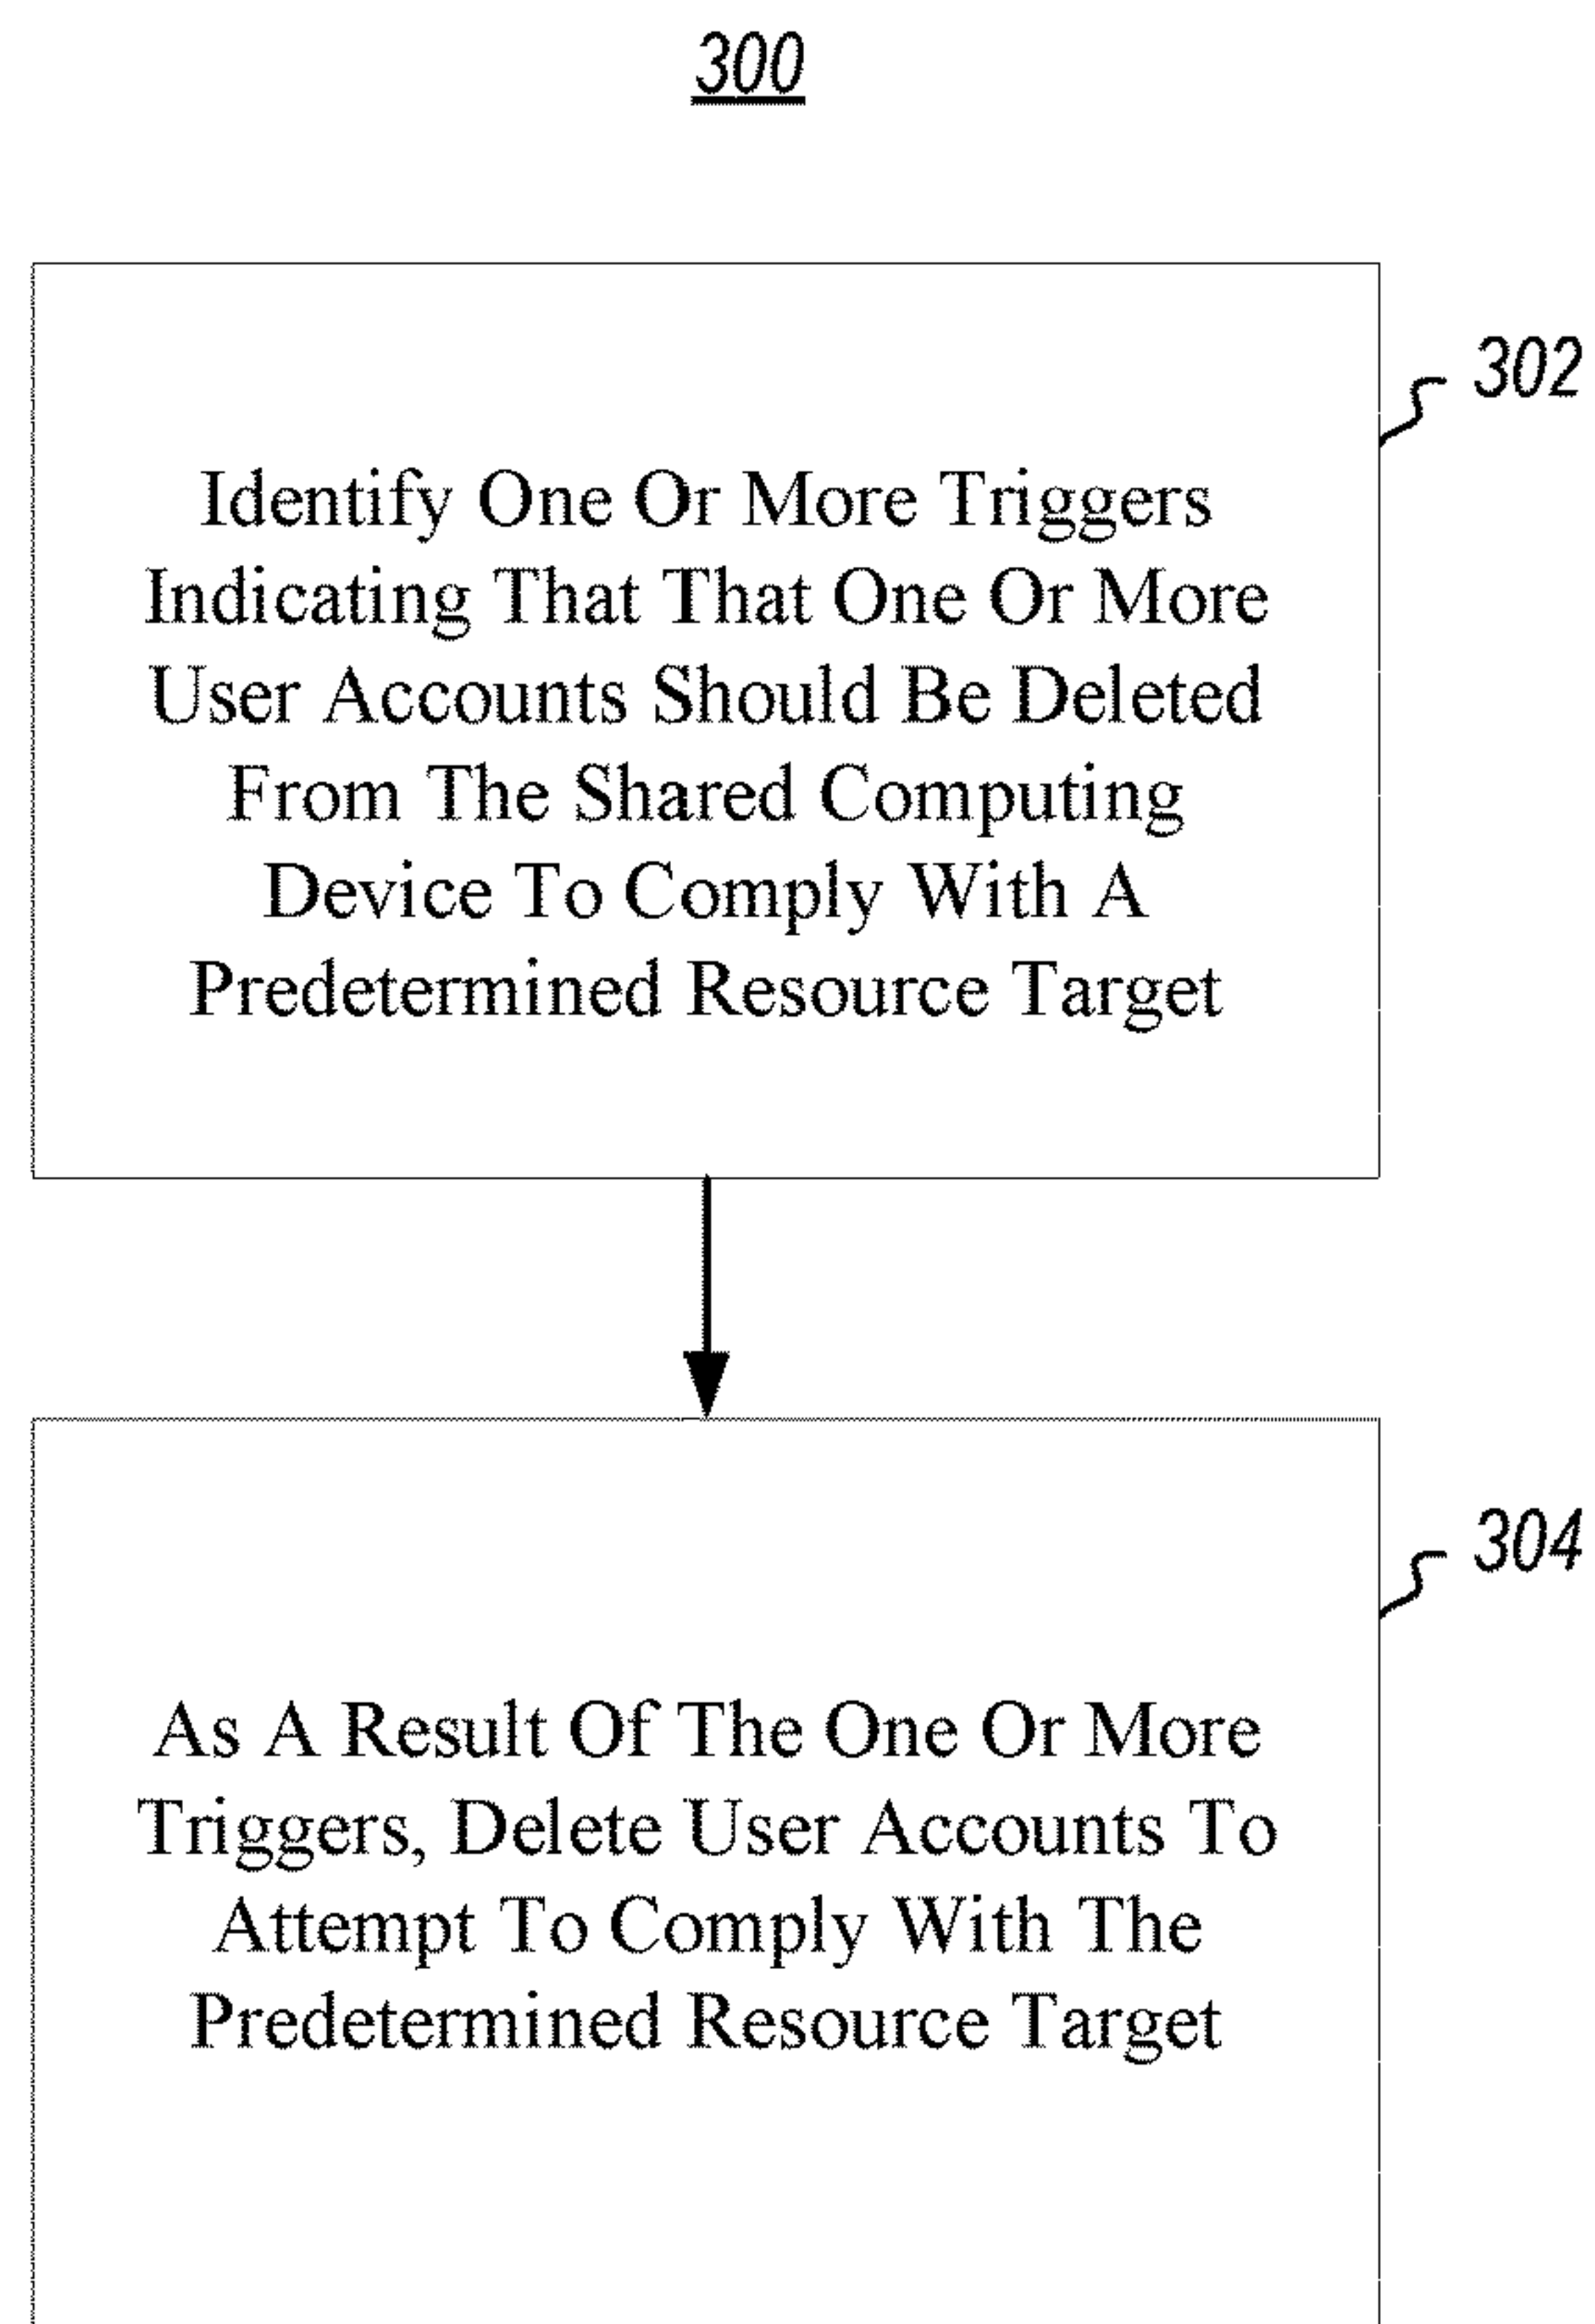 300
302
Identify One Or More Triggers
Indicating That That One Or More
User Accounts Should Be Deleted
From The Shared Computing
Device To Comply With A
Predetermined Resource Target
304
As A Result Of The One Or More
Triggers, Delete User Accounts To
Attempt To Comply With The
Predetermined Resource Target